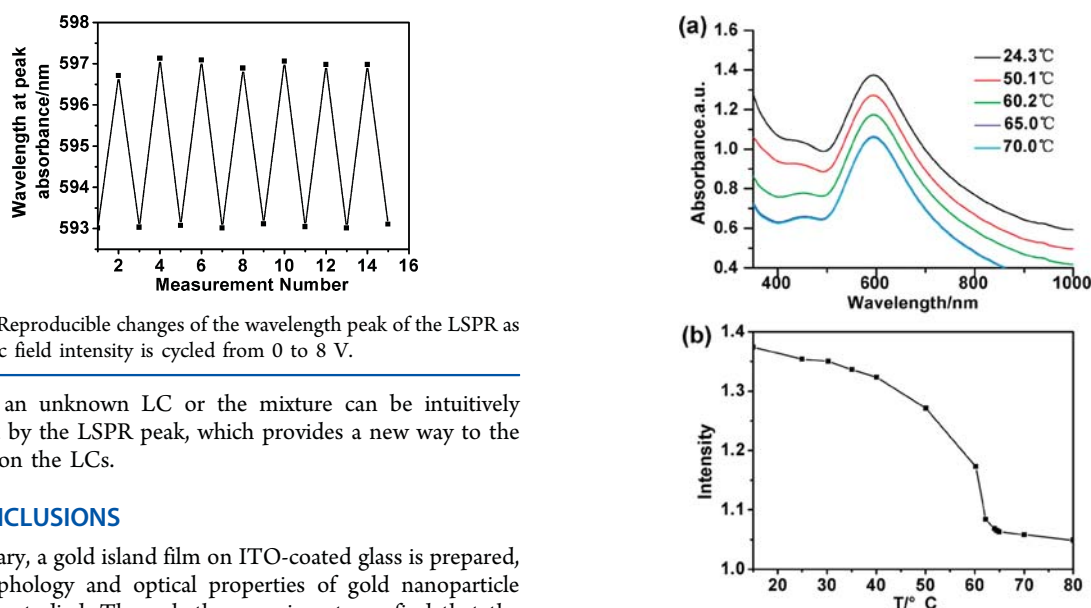 598
597
596
595
594
593
Wavelength at peak
absorbance/nm
2 4 6 8 10 12 14 16
Measurement Number
Reproducible changes of the wavelength peak of the LSPR as
c field intensity is cycled from 0 to 8 V.
an unknown LC or the mixture can be intuitively
by the LSPR peak, which provides a new way to the
on the LCs.
NCLUSIONS
ary, a gold island film on ITO-coated glass is prepared,
phology and optical properties of gold nanoparticle
(a)
1.6
1.4
1.2
1.0
0.8
0.6
0.4
Absorbance.a.u.
24.3℃
50.1℃
60.2℃
65.0℃
70.0℃
400 600 800 1000
Wavelength/nm
(b)
1.4
1.3
1.2
1.1
1.0
Intensity
20 30 40 50 60 70 80
T/° C